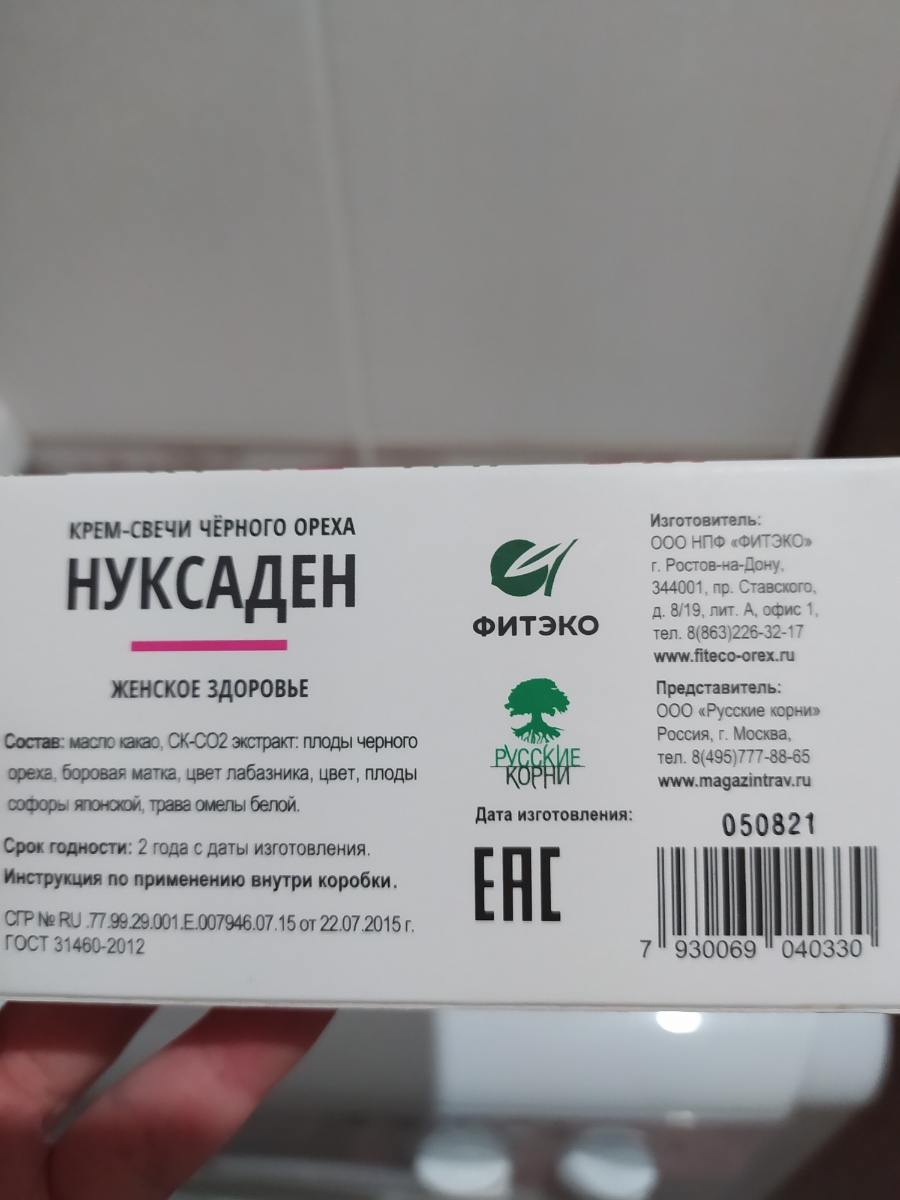 КРЕМ-СВЕЧИ ЧЁРНОГО ОРЕХА
НУКСАДЕН
ЖЕНСКОЕ ЗДОРОВЬЕ
Состав: масло какао, СК-СО2 экстракт: плоды черного
ореха, боровая матка, цвет лабазника, цвет, плоды
софоры японской, трава омелы белой.
Срок годности: 2 года с даты изготовления.
Инструкция по применению внутри коробки.
СГР № RU .77.99.29.001.Е.007946.07.15 от 22.07.2015 г.
ГОСТ 31460-2012
ФИТЭКО
РУССКИЕ
КОРНИ
Дата изготовления:
050821
EAC
Изготовитель:
ООО НПФ «ФИТЭКО»
г. Ростов-на-Дону,
344001, пр. Ставского,
д. 8/19, лит. А, офис 1,
тел. 8(863)226-32-17
www.fiteco-orex.ru
Представитель:
ООО «Русские корни»
Россия, г. Москва,
тел. 8(495)777-88-65
www.magazintrav.ru
7 930069 040330